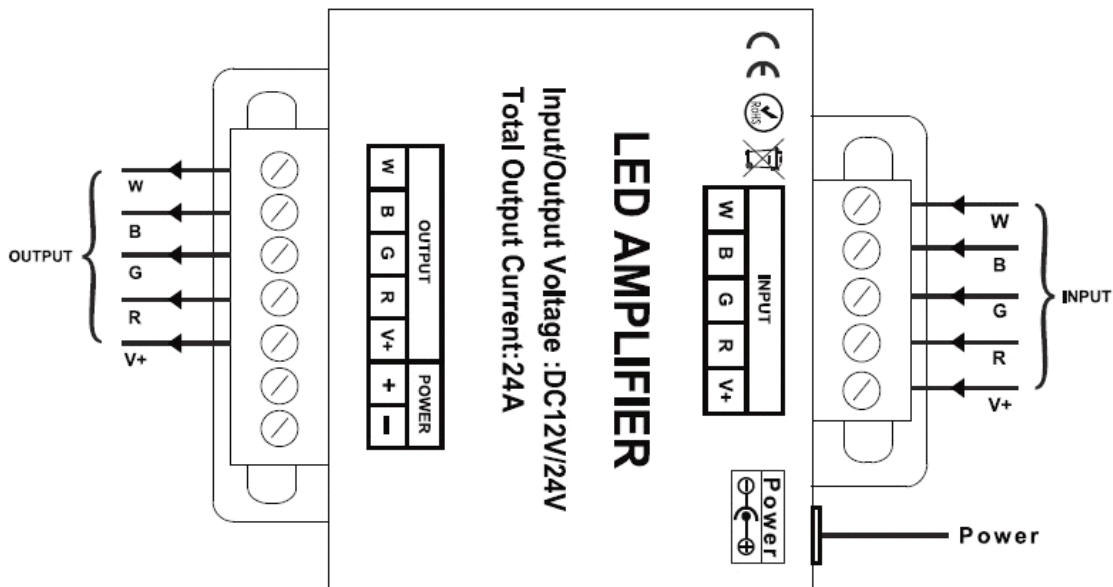 OUTPUT
W
B
G
R
V+
W
B
G
R
V+
+
-
OUTPUT
POWER
Input/Output Voltage :DC12V/24V
Total Output Current:24A
LED AMPLIFIER
CE
RoHS
W
B
G
R
V+
INPUT
Power
- +
W
B
G
R
V+
INPUT
Power